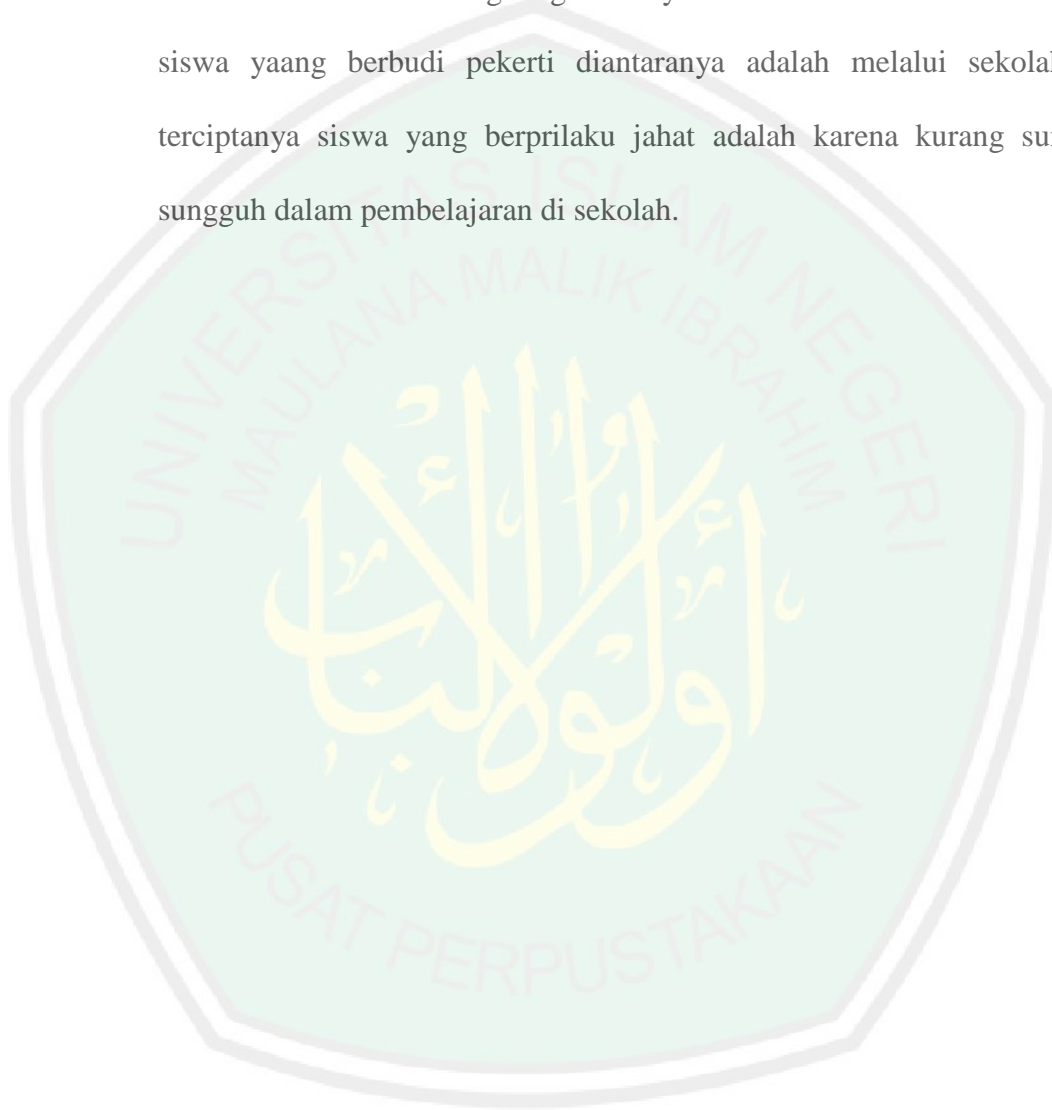 siswa yaang berbudi pekerti diantaranya adalah melalui sekolah
terciptanya siswa yang berprilaku jahat adalah karena kurang
sungguh dalam pembelajaran di sekolah.
UNIVERSITAS ISLAM NEGERI
MAULANA MALIK IBRAHIM
PUSAT PERPUSTAKAAN